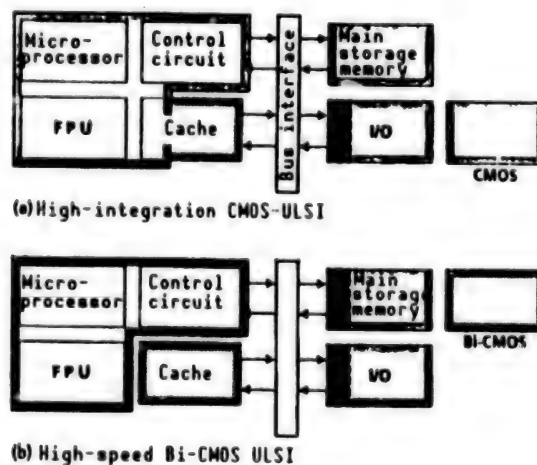 Micro-
processor
Control
circuit
FPU
Cache
Bus interface
Main
storage
memory
I/O
CMOS
(a) High-integration CMOS-ULSI
Micro-
processor
Control
circuit
FPU
Cache
Main
storage
memory
I/O
Bi-CMOS
(b) High-speed Bi-CMOS ULSI